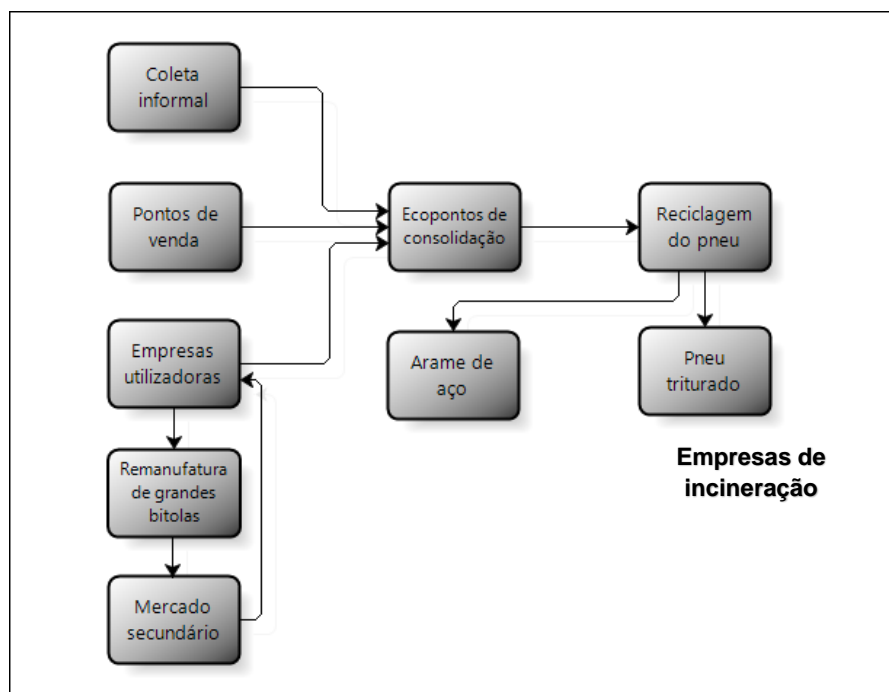 Coleta
informal
Pontos de
venda
Ecopontos de
consolidação
Reciclagem
do pneu
Empresas
utilizadoras
Arame de
aço
Pneu
triturado
Remanufatura
de grandes
bitolas
Empresas de
incineração
Mercado
secundário